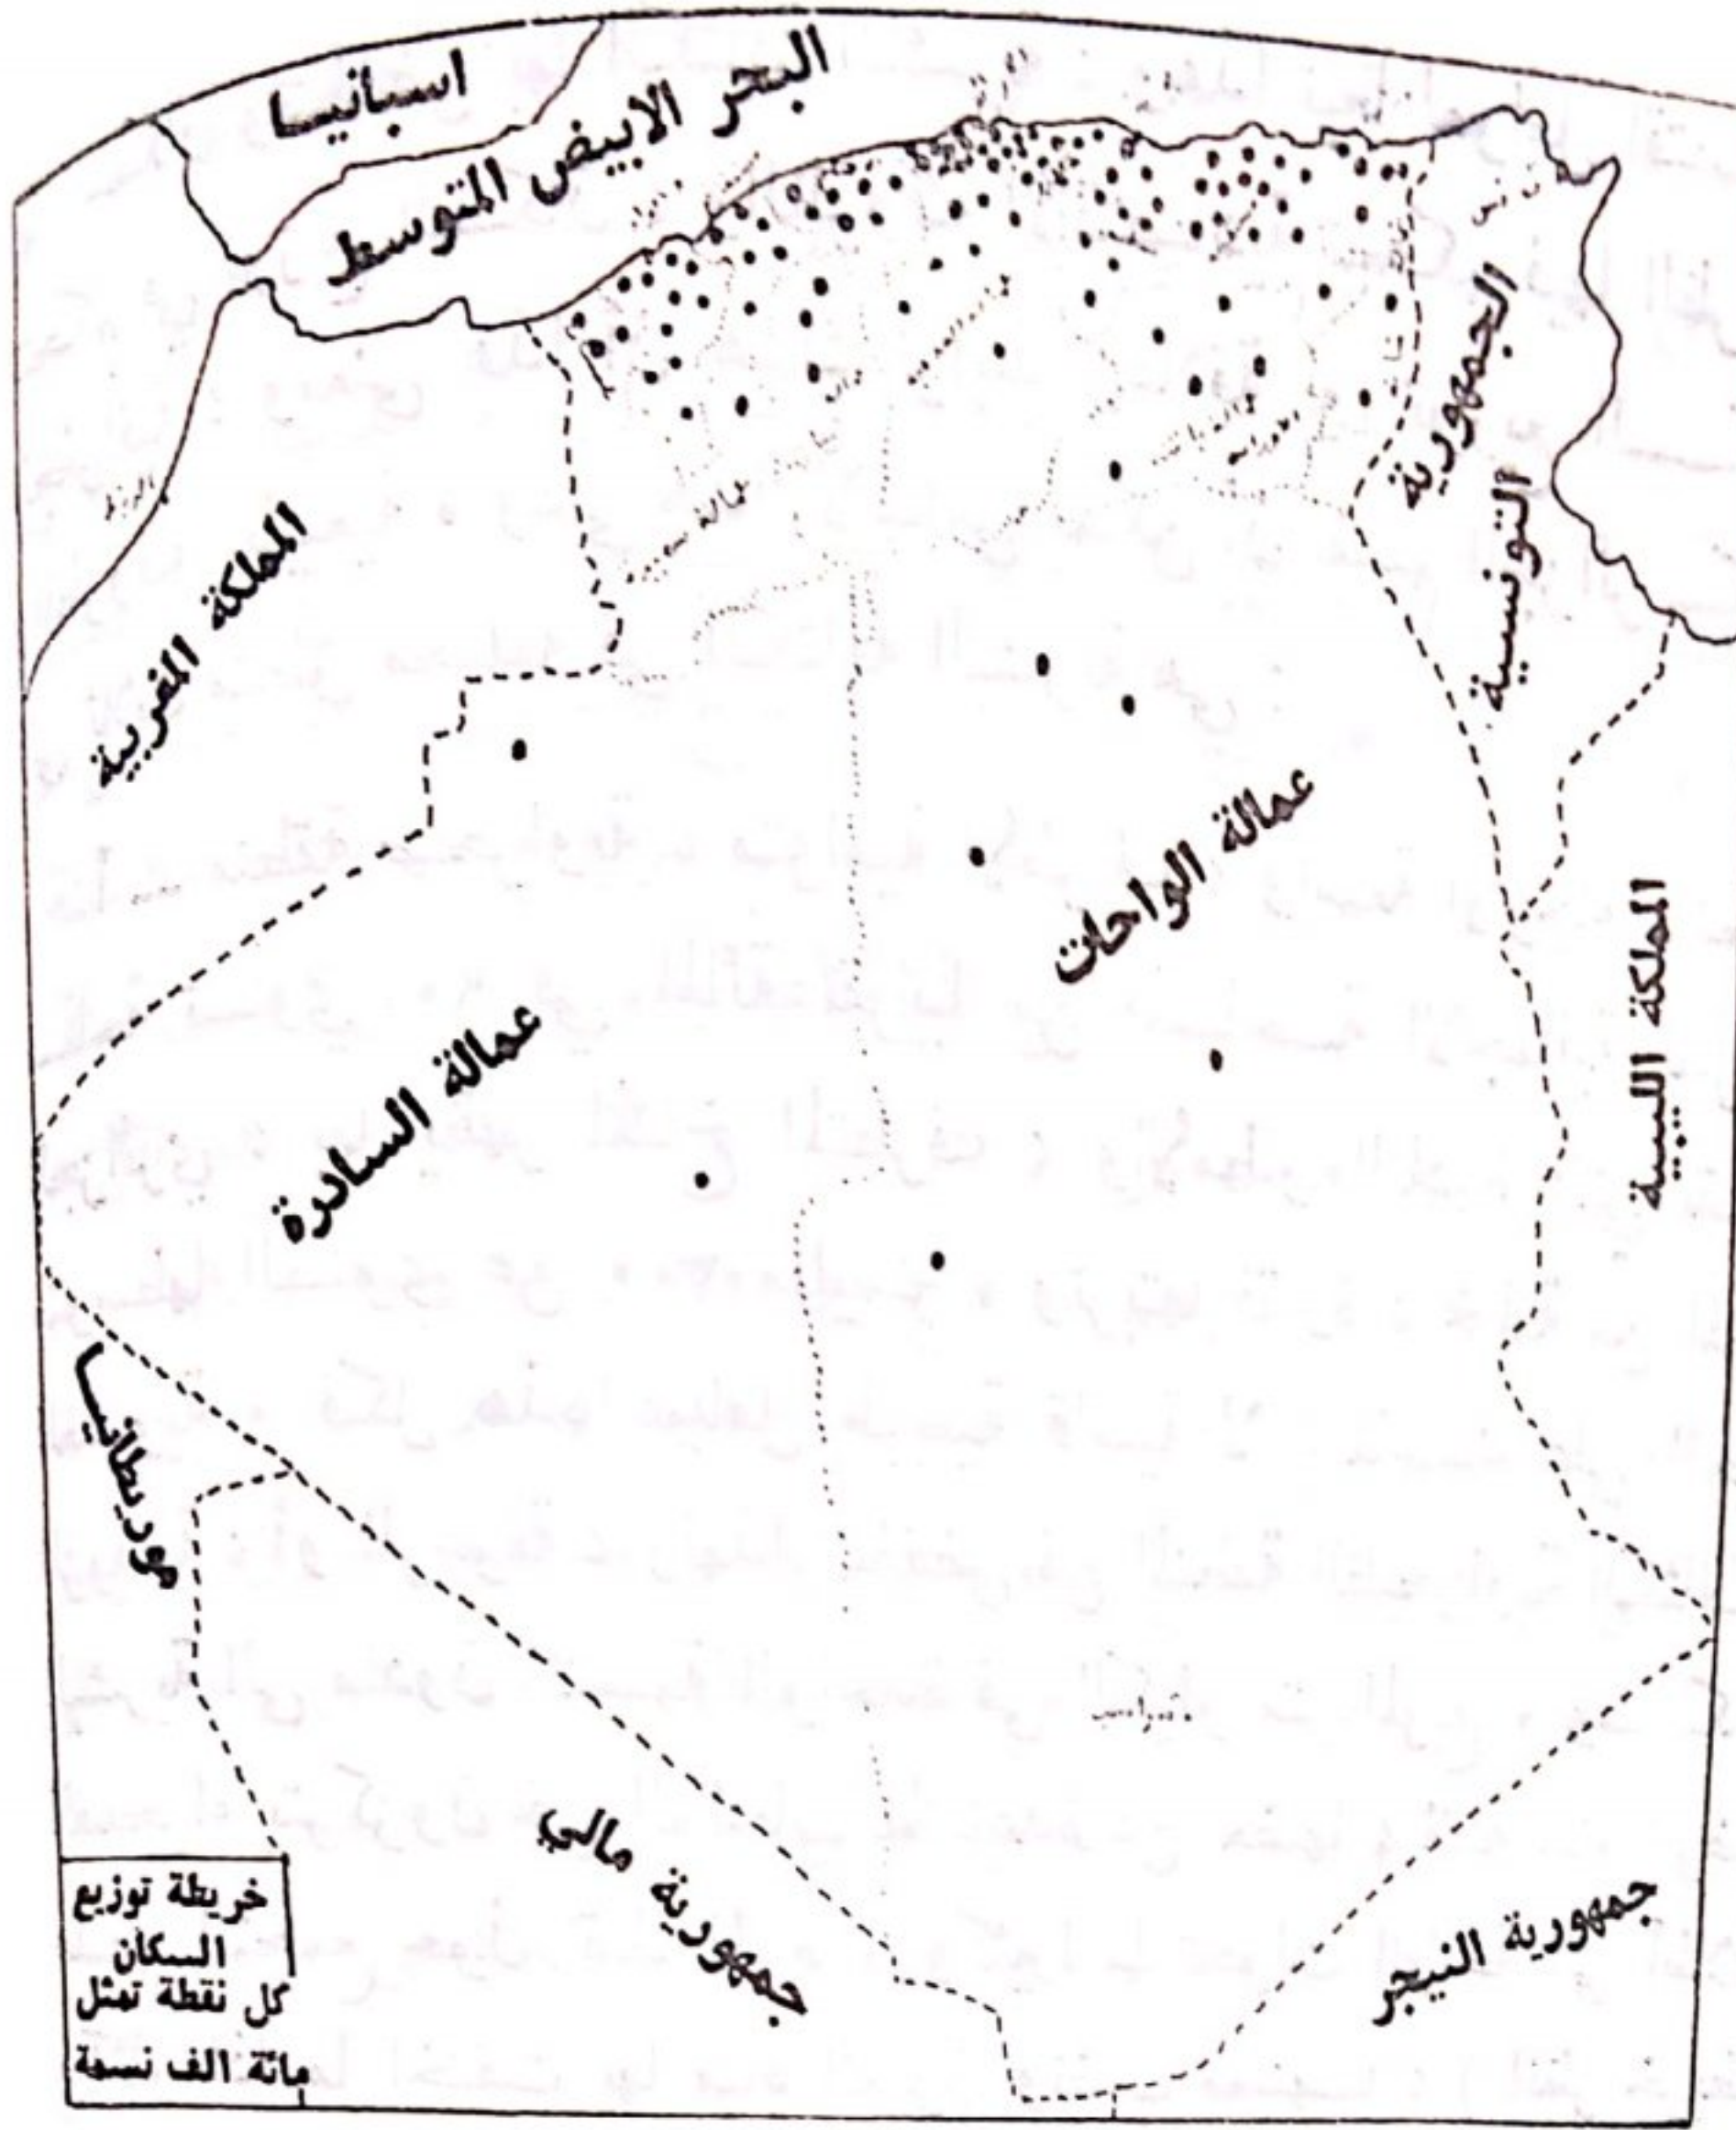 اسبانيا
البحر الابيض المتوسط
الجمهورية
التونسية
المملكة المغربية
المملكة الليبية
عمالة الواحات
عمالة الساورة
موريطانيا
جمهورية مالي
جمهورية النيجر
خريطة توزيع
السكان
كل نقطة تمثل
مائة الف نسمة